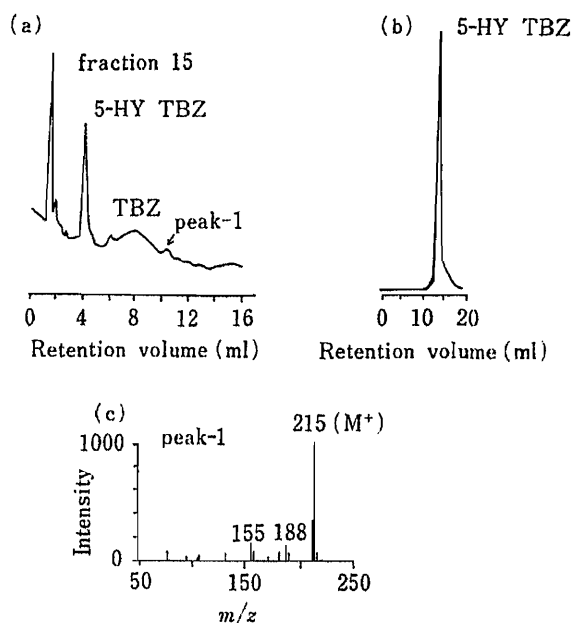 (a)
fraction 15
5-HY TBZ
TBZ
peak-1
0 4 8 12 16
Retention volume (ml)
(b)
5-HY TBZ
0 10 20
Retention volume (ml)
(c)
peak-1
215 (M⁺)
1000
155 188
Intensity
0
50 150 250
m/z